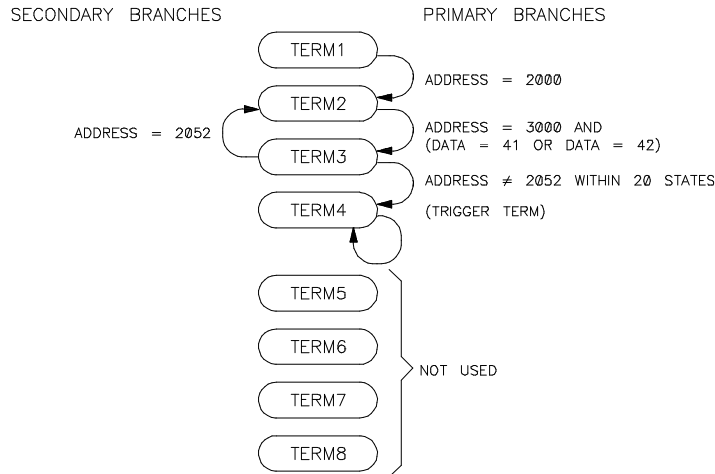 SECONDARY BRANCHES
PRIMARY BRANCHES
TERM1
ADDRESS = 2000
TERM2
ADDRESS = 2052
ADDRESS = 3000 AND
(DATA = 41 OR DATA = 42)
TERM3
ADDRESS ≠ 2052 WITHIN 20 STATES
TERM4
(TRIGGER TERM)
TERM5
TERM6
NOT USED
TERM7
TERM8